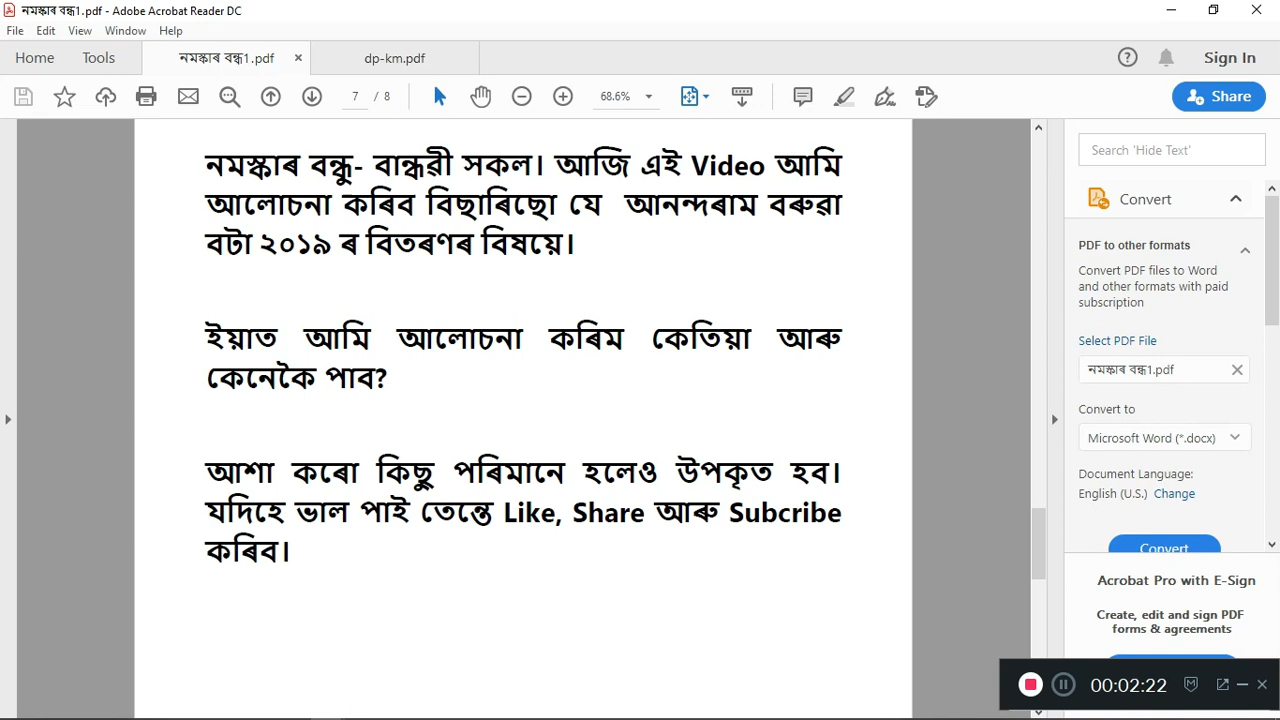 নমস্কাৰ বন্ধ1.pdf - Adobe Acrobat Reader DC
File Edit View Window Help
Home Tools নমস্কাৰ বন্ধ1.pdf × dp-km.pdf Sign In
7 / 8 68.6% Share
নমস্কাৰ বন্ধু- বান্ধৱী সকল। আজি এই Video আমি
আলোচনা কৰিব বিছাৰিছো যে আনন্দৰাম বৰুৱা
বটা ২০১৯ ৰ বিতৰণৰ বিষয়ে।
ইয়াত আমি আলোচনা কৰিম কেতিয়া আৰু
কেনেকৈ পাব?
আশা কৰো কিছু পৰিমানে হলেও উপকৃত হব।
যদিহে ভাল পাই তেন্তে Like, Share আৰু Subcribe
কৰিব।
Search 'Hide Text'
Convert
PDF to other formats
Convert PDF files to Word
and other formats with paid
subscription
Select PDF File
নমস্কাৰ বন্ধ1.pdf
Convert to
Microsoft Word (*.docx)
Document Language:
English (U.S.) Change
Convert
Acrobat Pro with E-Sign
Create, edit and sign PDF
forms & agreements
00:02:22